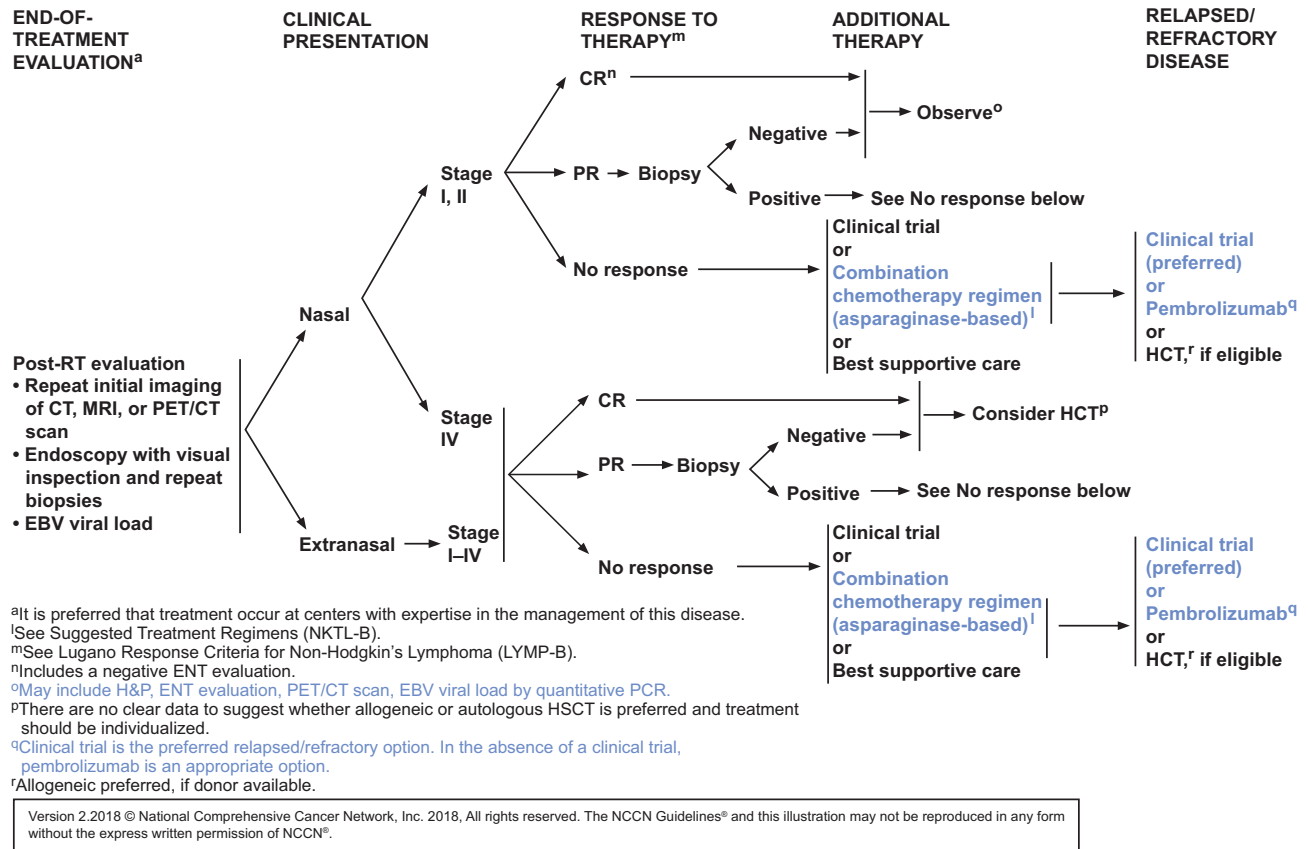 END-OF-
TREATMENT
EVALUATIONᵃ
CLINICAL
PRESENTATION
RESPONSE TO
THERAPYᵐ
ADDITIONAL
THERAPY
RELAPSED/
REFRACTORY
DISEASE
Post-RT evaluation
• Repeat initial imaging
of CT, MRI, or PET/CT
scan
• Endoscopy with visual
inspection and repeat
biopsies
• EBV viral load
Nasal
Stage
I, II
CRⁿ
PR
Biopsy
Negative
Observeᵒ
Positive
See No response below
No response
Clinical trial
or
Combination
chemotherapy regimen
(asparaginase-based)ˡ
or
Best supportive care
Clinical trial
(preferred)
or
Pembrolizumab^q
or
HCT,ʳ if eligible
Stage
IV
Extranasal
Stage
I–IV
CR
PR
Biopsy
Negative
Consider HCTᵖ
Positive
See No response below
No response
Clinical trial
or
Combination
chemotherapy regimen
(asparaginase-based)ˡ
or
Best supportive care
Clinical trial
(preferred)
or
Pembrolizumab^q
or
HCT,ʳ if eligible
ᵃIt is preferred that treatment occur at centers with expertise in the management of this disease.
ˡSee Suggested Treatment Regimens (NKTL-B).
ᵐSee Lugano Response Criteria for Non-Hodgkin's Lymphoma (LYMP-B).
ⁿIncludes a negative ENT evaluation.
ᵒMay include H&P, ENT evaluation, PET/CT scan, EBV viral load by quantitative PCR.
ᵖThere are no clear data to suggest whether allogeneic or autologous HSCT is preferred and treatment
should be individualized.
^qClinical trial is the preferred relapsed/refractory option. In the absence of a clinical trial,
pembrolizumab is an appropriate option.
ʳAllogeneic preferred, if donor available.
Version 2.2018 © National Comprehensive Cancer Network, Inc. 2018, All rights reserved. The NCCN Guidelines® and this illustration may not be reproduced in any form
without the express written permission of NCCN®.